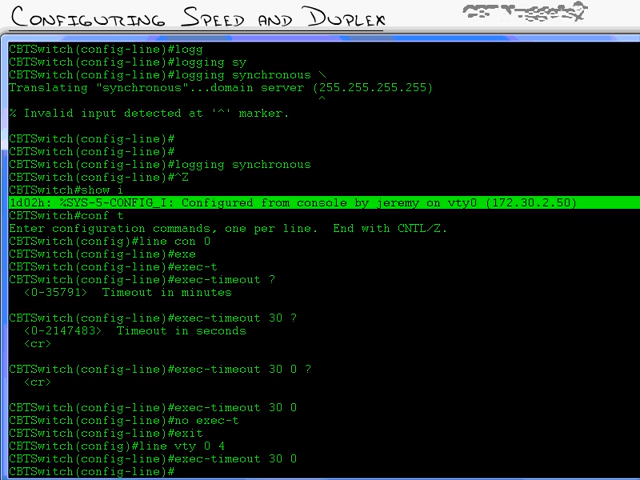 Configuring Speed and Duplex
CBTSwitch(config-line)#logg
CBTSwitch(config-line)#logging sy
CBTSwitch(config-line)#logging synchronous \
Translating "synchronous"...domain server (255.255.255.255)
^
% Invalid input detected at '^' marker.
CBTSwitch(config-line)#
CBTSwitch(config-line)#
CBTSwitch(config-line)#logging synchronous
CBTSwitch(config-line)#^Z
CBTSwitch#show i
1d02h: %SYS-5-CONFIG_I: Configured from console by jeremy on vty0 (172.30.2.50)
CBTSwitch#conf t
Enter configuration commands, one per line.  End with CNTL/Z.
CBTSwitch(config)#line con 0
CBTSwitch(config-line)#exe
CBTSwitch(config-line)#exec-t
CBTSwitch(config-line)#exec-timeout ?
<0-35791>  Timeout in minutes
CBTSwitch(config-line)#exec-timeout 30 ?
<0-2147483>  Timeout in seconds
<cr>
CBTSwitch(config-line)#exec-timeout 30 0 ?
<cr>
CBTSwitch(config-line)#exec-timeout 30 0
CBTSwitch(config-line)#no exec-t
CBTSwitch(config-line)#exit
CBTSwitch(config)#line vty 0 4
CBTSwitch(config-line)#exec-timeout 30 0
CBTSwitch(config-line)#